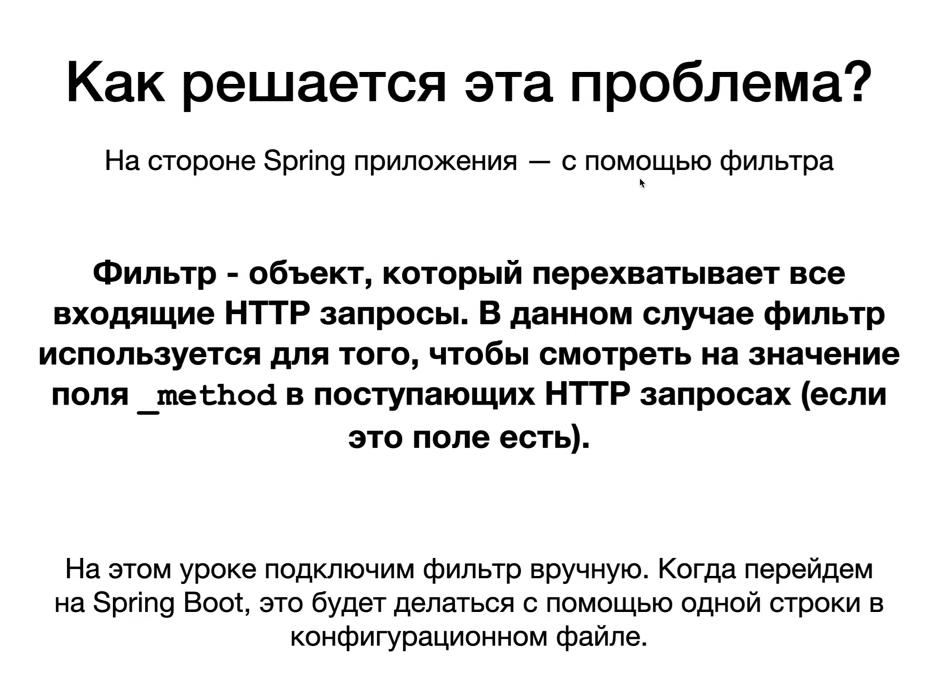 Как решается эта проблема?
На стороне Spring приложения — с помощью фильтра
Фильтр - объект, который перехватывает все
входящие HTTP запросы. В данном случае фильтр
используется для того, чтобы смотреть на значение
поля _method в поступающих HTTP запросах (если
это поле есть).
На этом уроке подключим фильтр вручную. Когда перейдем
на Spring Boot, это будет делаться с помощью одной строки в
конфигурационном файле.